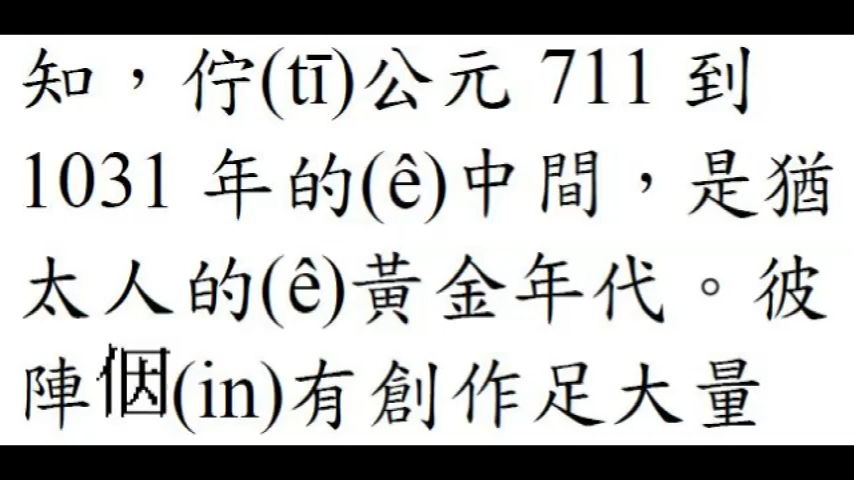 知，佇(tī)公元 711 到
1031 年的(ê)中間，是猶
太人的(ê)黃金年代。彼
陣𪜶(in)有創作足大量